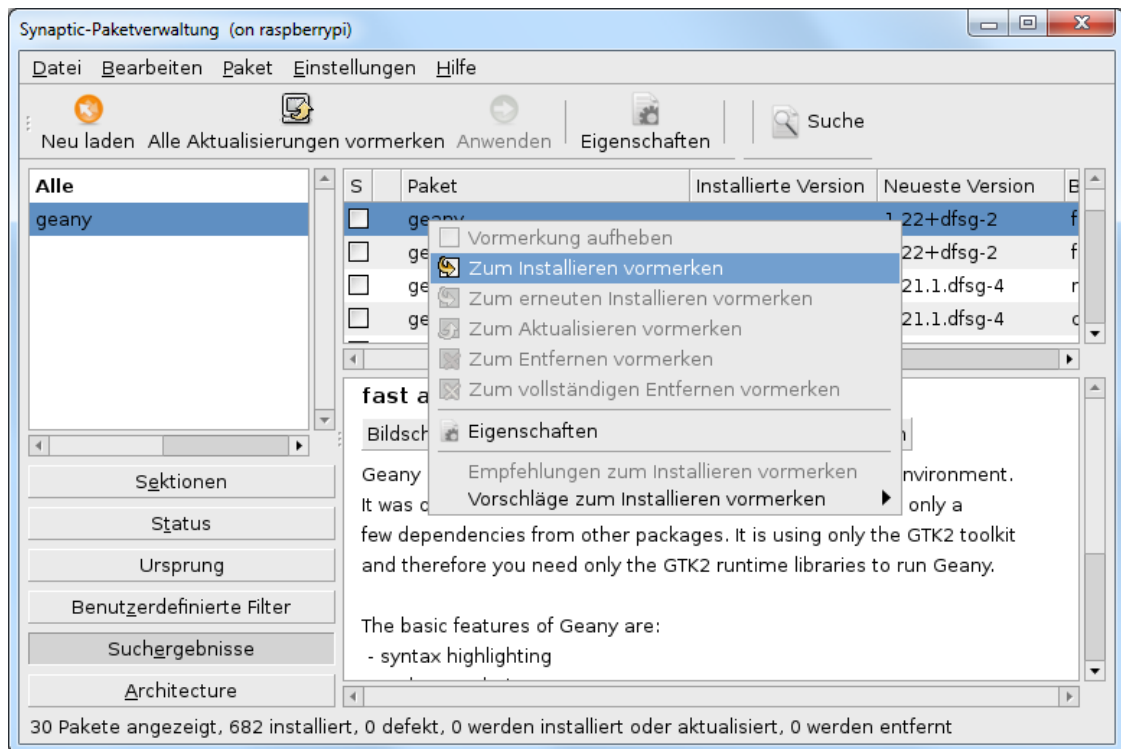 Synaptic-Paketverwaltung (on raspberrypi)
Datei Bearbeiten Paket Einstellungen Hilfe
Neu laden Alle Aktualisierungen vormerken Anwenden Eigenschaften Suche
Alle
geany
S Paket Installierte Version Neueste Version B
geany 1.22+dfsg-2 f
ge 22+dfsg-2 f
ge 21.1.dfsg-4 r
ge 21.1.dfsg-4 c
Vormerkung aufheben
Zum Installieren vormerken
Zum erneuten Installieren vormerken
Zum Aktualisieren vormerken
Zum Entfernen vormerken
Zum vollständigen Entfernen vormerken
Eigenschaften
Empfehlungen zum Installieren vormerken
Vorschläge zum Installieren vormerken
fast a
Bildsch
Geany nvironment.
It was only a
few dependencies from other packages. It is using only the GTK2 toolkit
and therefore you need only the GTK2 runtime libraries to run Geany.
The basic features of Geany are:
- syntax highlighting
Sektionen
Status
Ursprung
Benutzerdefinierte Filter
Suchergebnisse
Architecture
30 Pakete angezeigt, 682 installiert, 0 defekt, 0 werden installiert oder aktualisiert, 0 werden entfernt